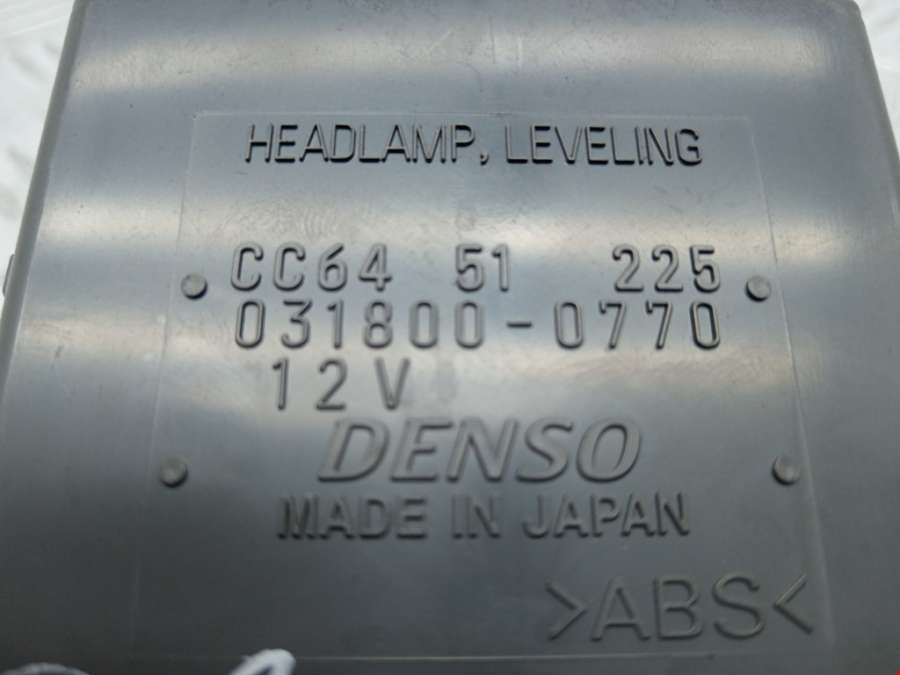 HEADLAMP, LEVELING
CC64 51 225
031800-0770
12V
DENSO
MADE IN JAPAN
>ABS<